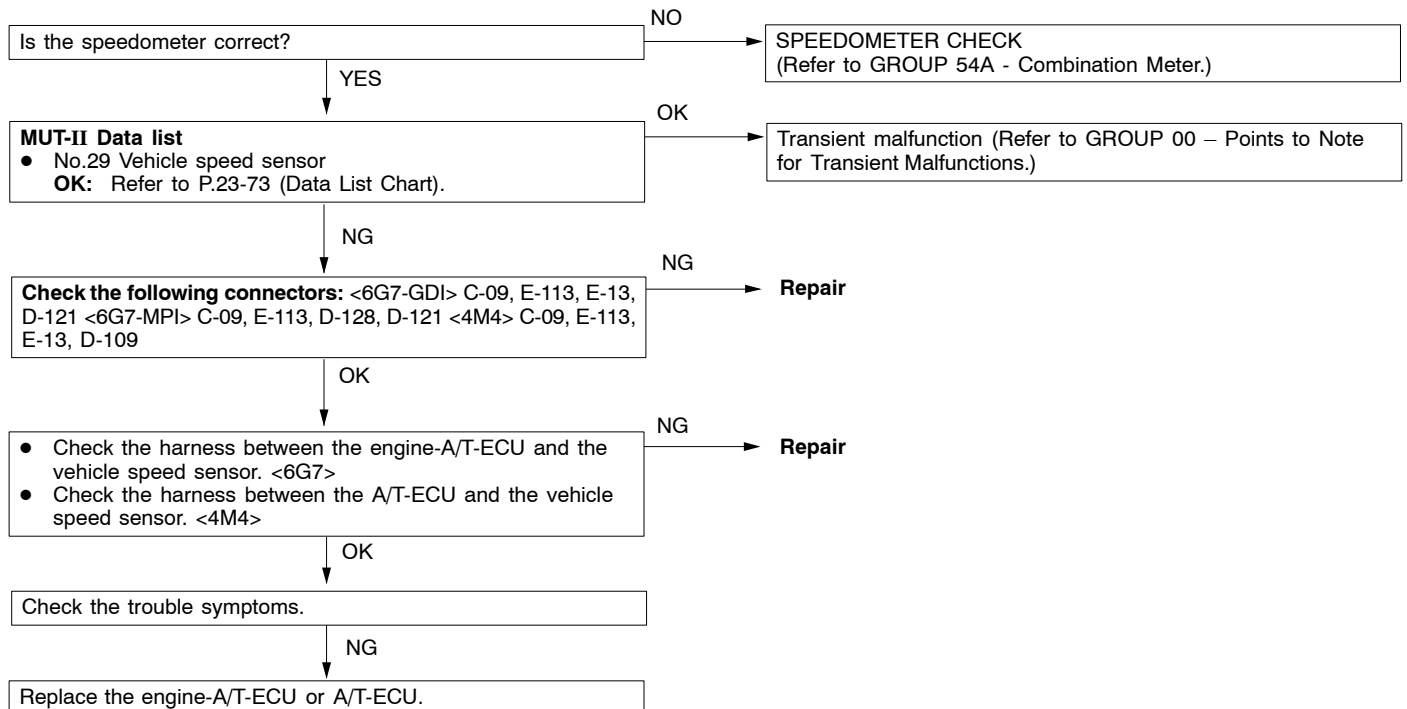 NO
Is the speedometer correct?
SPEEDOMETER CHECK
(Refer to GROUP 54A - Combination Meter.)
YES
OK
MUT-II Data list
● No.29 Vehicle speed sensor
OK: Refer to P.23-73 (Data List Chart).
Transient malfunction (Refer to GROUP 00 – Points to Note
for Transient Malfunctions.)
NG
NG
Check the following connectors: <6G7-GDI> C-09, E-113, E-13,
D-121 <6G7-MPI> C-09, E-113, D-128, D-121 <4M4> C-09, E-113,
E-13, D-109
Repair
OK
NG
● Check the harness between the engine-A/T-ECU and the
vehicle speed sensor. <6G7>
● Check the harness between the A/T-ECU and the vehicle
speed sensor. <4M4>
Repair
OK
Check the trouble symptoms.
NG
Replace the engine-A/T-ECU or A/T-ECU.